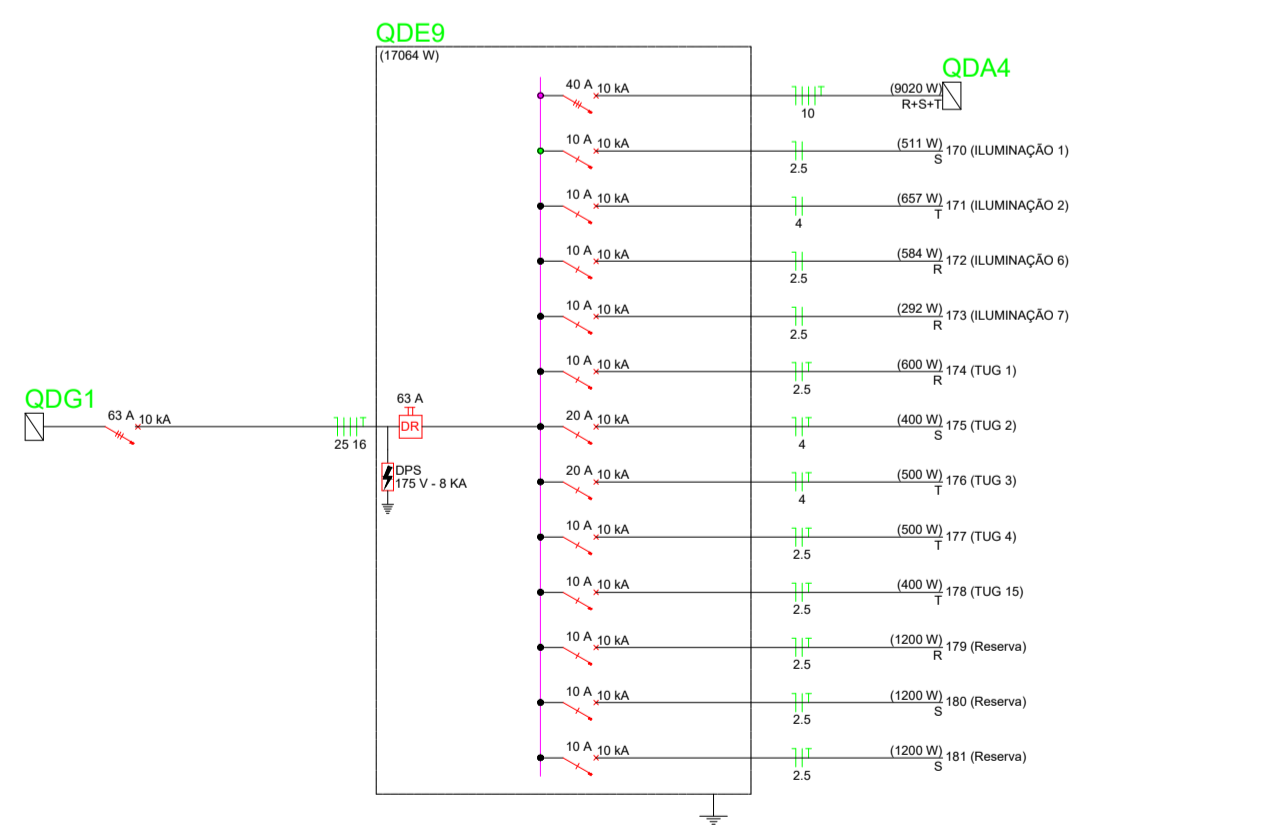 QDE9
(17064 W)
QDA4
40 A 10 kA
10
(9020 W)
R+S+T
10 A 10 kA
2.5
(511 W)
S
170 (ILUMINAÇÃO 1)
10 A 10 kA
4
(657 W)
T
171 (ILUMINAÇÃO 2)
10 A 10 kA
2.5
(584 W)
R
172 (ILUMINAÇÃO 6)
10 A 10 kA
2.5
(292 W)
R
173 (ILUMINAÇÃO 7)
10 A 10 kA
2.5
(600 W)
R
174 (TUG 1)
QDG1
63 A 10 kA
25 16
63 A
DR
DPS
175 V - 8 KA
20 A 10 kA
4
(400 W)
S
175 (TUG 2)
20 A 10 kA
4
(500 W)
T
176 (TUG 3)
10 A 10 kA
2.5
(500 W)
T
177 (TUG 4)
10 A 10 kA
2.5
(400 W)
T
178 (TUG 15)
10 A 10 kA
2.5
(1200 W)
R
179 (Reserva)
10 A 10 kA
2.5
(1200 W)
S
180 (Reserva)
10 A 10 kA
2.5
(1200 W)
S
181 (Reserva)